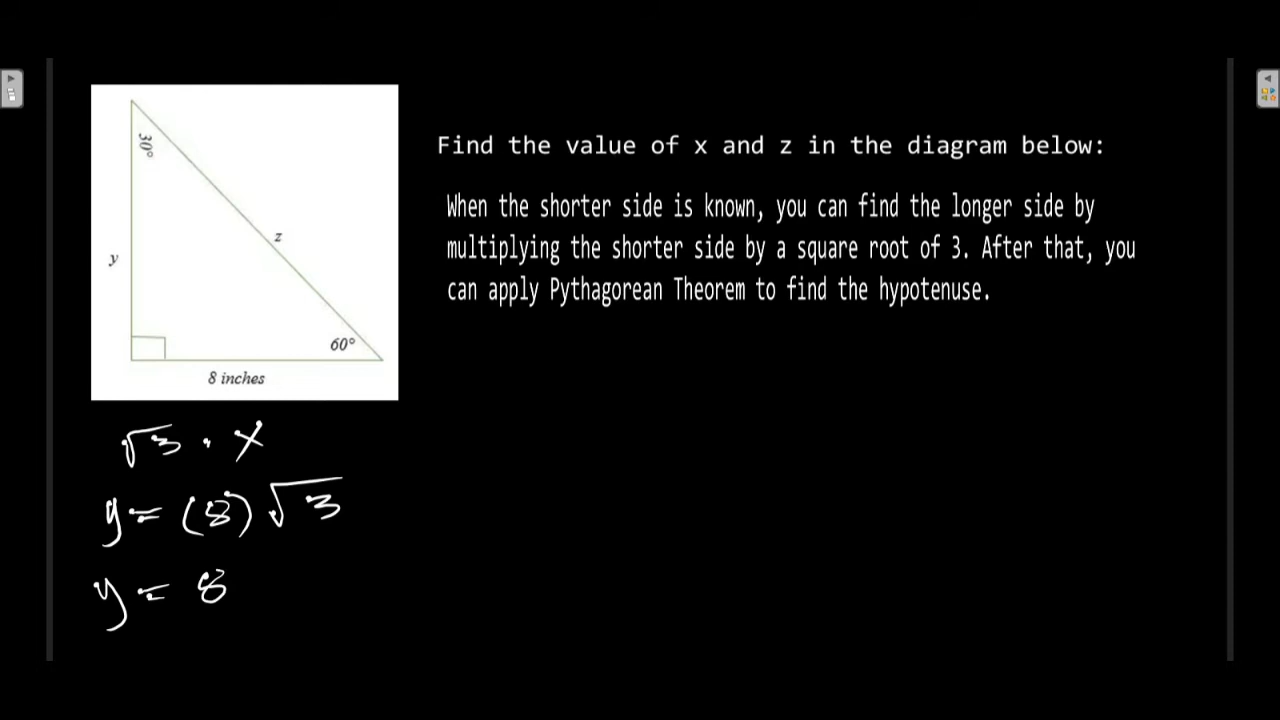 Find the value of x and z in the diagram below:
When the shorter side is known, you can find the longer side by
multiplying the shorter side by a square root of 3. After that, you
can apply Pythagorean Theorem to find the hypotenuse.
30°
z
y
60°
8 inches
√3 · x
y = (8)√3
y = 8